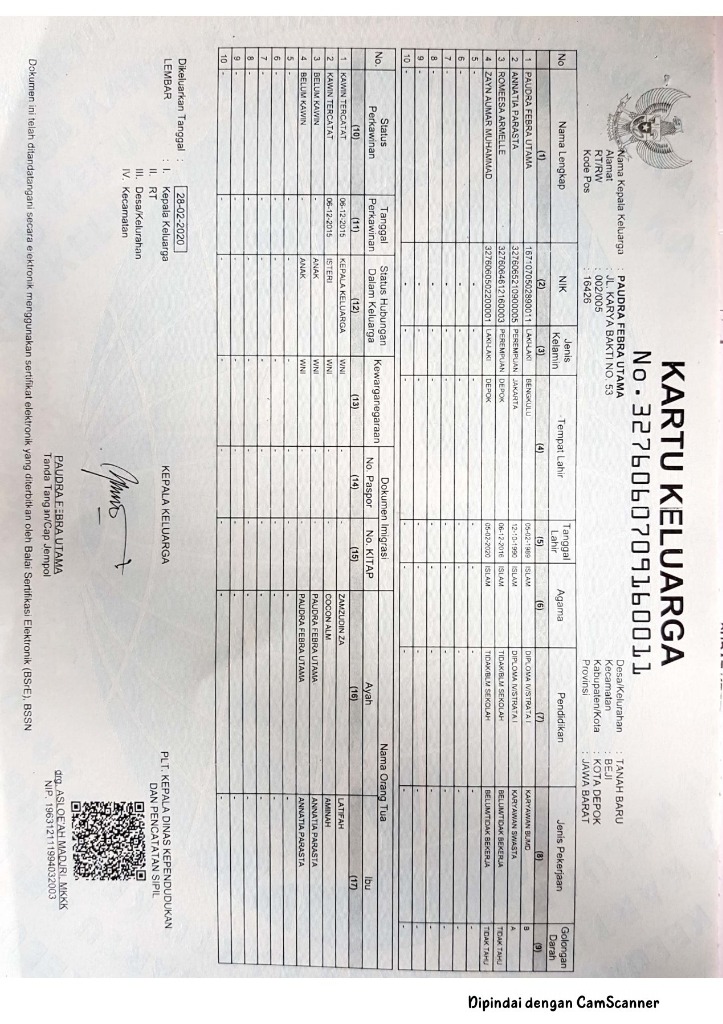 KARTU KELUARGA
No. 3276060709160011
Nama Kepala Keluarga : PAUDRA FEBRA UTAMA
Alamat : JL. KARYA BAKTI NO. 53
RT/RW : 002/005
Kode Pos : 16426
Desa/Kelurahan : TANAH BARU
Kecamatan : BEJI
Kabupaten/Kota : KOTA DEPOK
Provinsi : JAWA BARAT
No Nama Lengkap NIK Jenis Kelamin Tempat Lahir Tanggal Lahir Agama Pendidikan Jenis Pekerjaan Golongan Darah
(1) (2) (3) (4) (5) (6) (7) (8) (9)
1 PAUDRA FEBRA UTAMA 1671070502890011 LAKI-LAKI BENGKULU 05-02-1989 ISLAM DIPLOMA IV/STRATA I KARYAWAN BUMD B
2 ANNATIA PARASTA 3276065210900005 PEREMPUAN JAKARTA 12-10-1990 ISLAM DIPLOMA IV/STRATA I KARYAWAN SWASTA A
3 ROMEESA ARMELLE 3276064612160003 PEREMPUAN DEPOK 06-12-2016 ISLAM TIDAK/BLM SEKOLAH BELUM/TIDAK BEKERJA TIDAK TAHU
4 ZAYN AUMAR MUHAMMAD 3276060502200001 LAKI-LAKI DEPOK 05-02-2020 ISLAM TIDAK/BLM SEKOLAH BELUM/TIDAK BEKERJA TIDAK TAHU
5 - - - - - - - - -
6 - - - - - - - - -
7 - - - - - - - - -
8 - - - - - - - - -
9 - - - - - - - - -
10 - - - - - - - - -
No. Status Perkawinan Tanggal Perkawinan Status Hubungan Dalam Keluarga Kewarganegaraan Dokumen Imigrasi Nama Orang Tua
No. Paspor No. KITAP Ayah Ibu
(10) (11) (12) (13) (14) (15) (16) (17)
1 KAWIN TERCATAT 06-12-2015 KEPALA KELUARGA WNI - - ZAMZUDIN ZA LATIFAH
2 KAWIN TERCATAT 06-12-2015 ISTERI WNI - - COCON ALM AMINAH
3 BELUM KAWIN - ANAK WNI - - PAUDRA FEBRA UTAMA ANNATIA PARASTA
4 BELUM KAWIN - ANAK WNI - - PAUDRA FEBRA UTAMA ANNATIA PARASTA
5 - - - - - - - -
6 - - - - - - - -
7 - - - - - - - -
8 - - - - - - - -
9 - - - - - - - -
10 - - - - - - - -
Dikeluarkan Tanggal : 28-02-2020
LEMBAR : I. Kepala Keluarga
II. RT
III. Desa/Kelurahan
IV. Kecamatan
KEPALA KELUARGA
PAUDRA FEBRA UTAMA
Tanda Tangan/Cap Jempol
PLT. KEPALA DINAS KEPENDUDUKAN
DAN PENCATATAN SIPIL
drg. ASLOE'AH MADJRI, MKKK
NIP. 196312111994032003
Dokumen ini telah ditandatangani secara elektronik menggunakan sertifikat elektronik yang diterbitkan oleh Balai Sertifikasi Elektronik (BSrE), BSSN
Dipindai dengan CamScanner